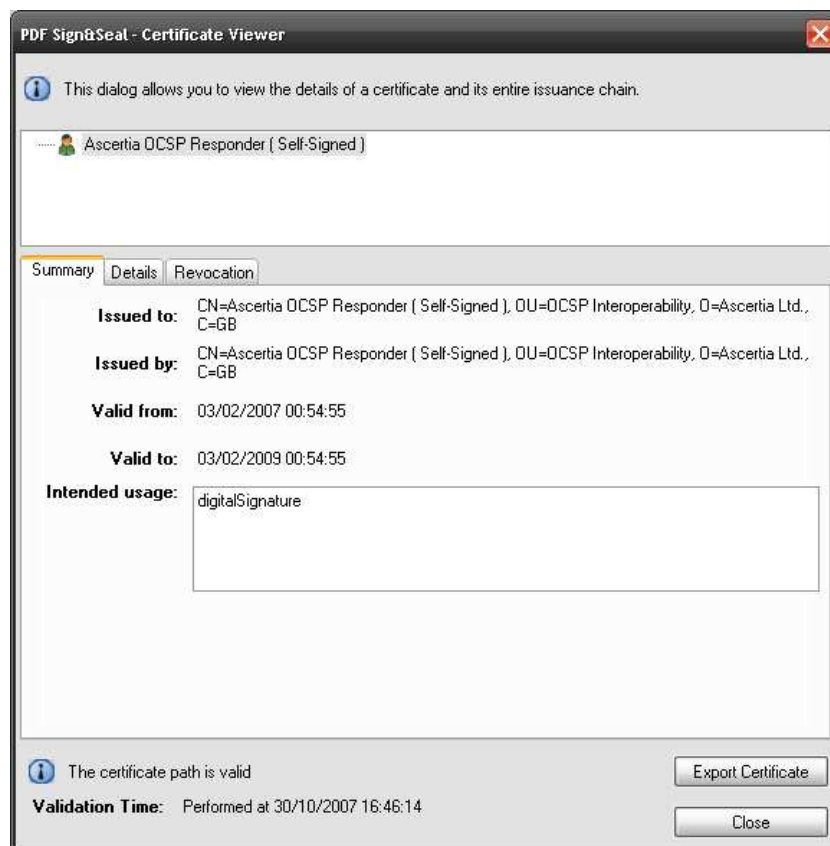 PDF Sign&Seal - Certificate Viewer
This dialog allows you to view the details of a certificate and its entire issuance chain.
Ascertia OCSP Responder ( Self-Signed )
Summary Details Revocation
Issued to: CN=Ascertia OCSP Responder ( Self-Signed ), OU=OCSP Interoperability, O=Ascertia Ltd.,
C=GB
Issued by: CN=Ascertia OCSP Responder ( Self-Signed ), OU=OCSP Interoperability, O=Ascertia Ltd.,
C=GB
Valid from: 03/02/2007 00:54:55
Valid to: 03/02/2009 00:54:55
Intended usage: digitalSignature
The certificate path is valid
Export Certificate
Validation Time: Performed at 30/10/2007 16:46:14
Close